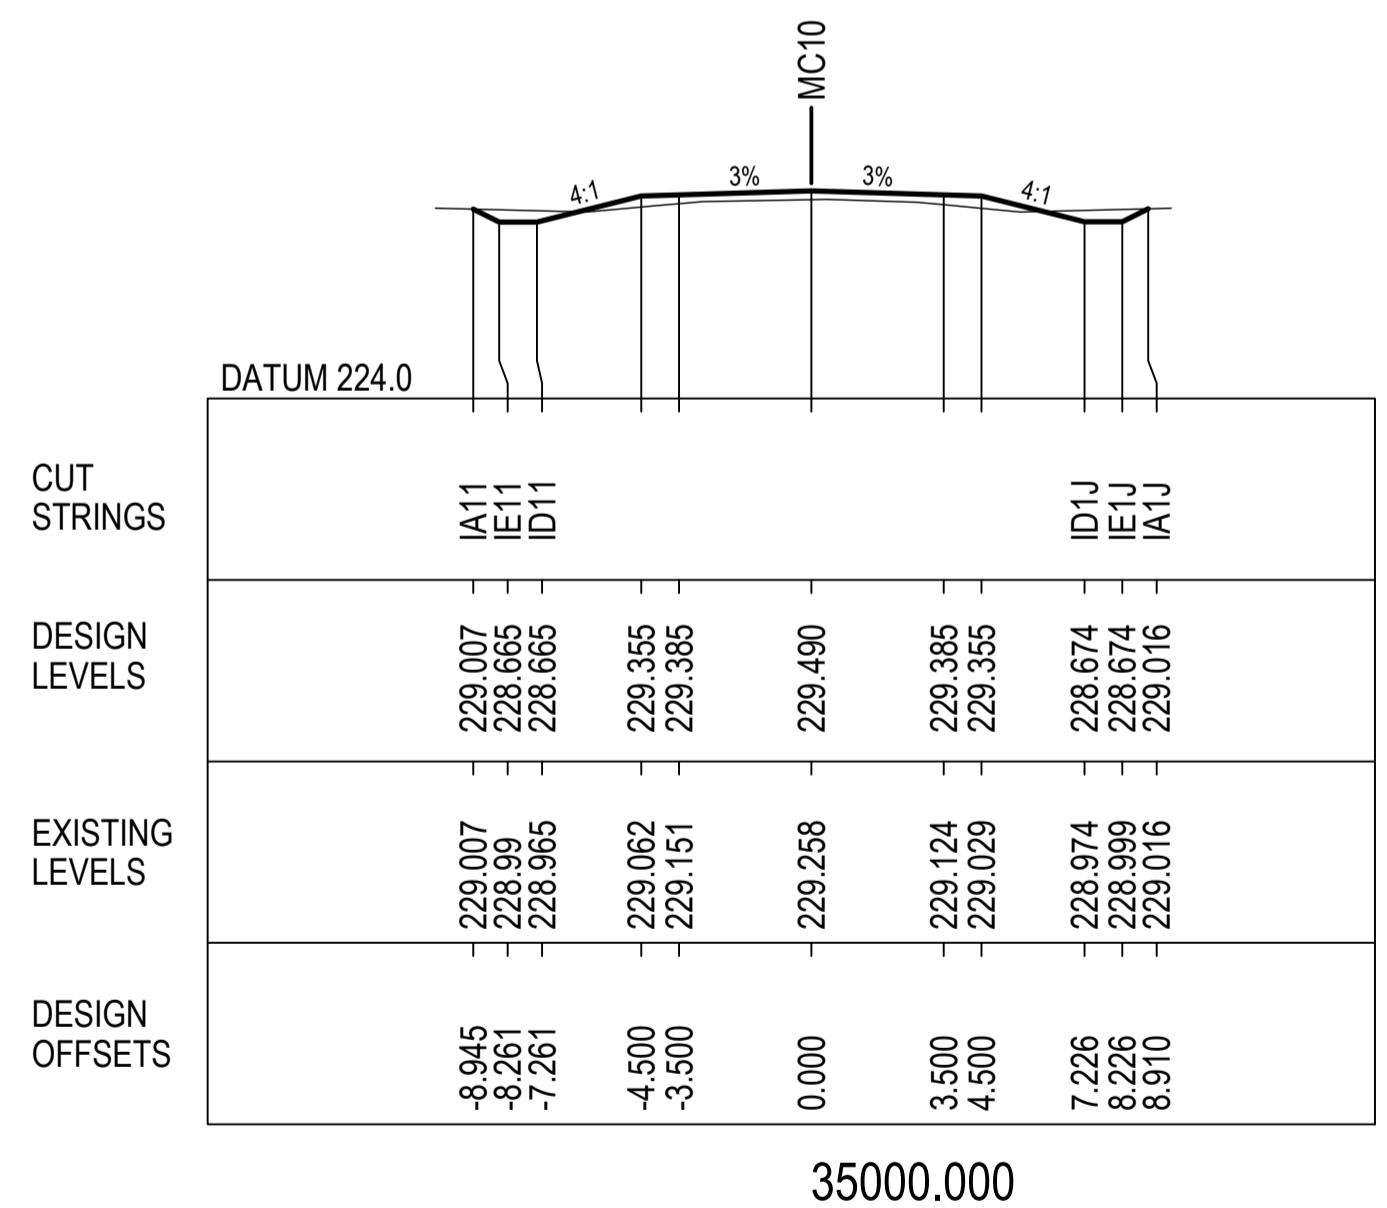 MC10
4:1
3%
3%
4:1
DATUM 224.0
CUT
STRINGS
IA11
IE11
ID11
ID1J
IE1J
IA1J
DESIGN
LEVELS
229.007
228.665
228.665
229.355
229.385
229.490
229.385
229.355
228.674
228.674
229.016
EXISTING
LEVELS
229.007
228.99
228.965
229.062
229.151
229.258
229.124
229.029
228.974
228.999
229.016
DESIGN
OFFSETS
-8.945
-8.261
-7.261
-4.500
-3.500
0.000
3.500
4.500
7.226
8.226
8.910
35000.000